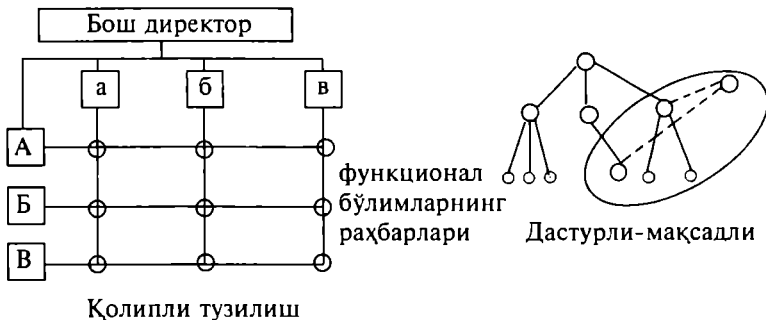 Бош директор
а
б
в
А
Б
В
функционал
бўлимларнинг
раҳбарлари
Дастурли-мақсадли
Қолипли тузилиш